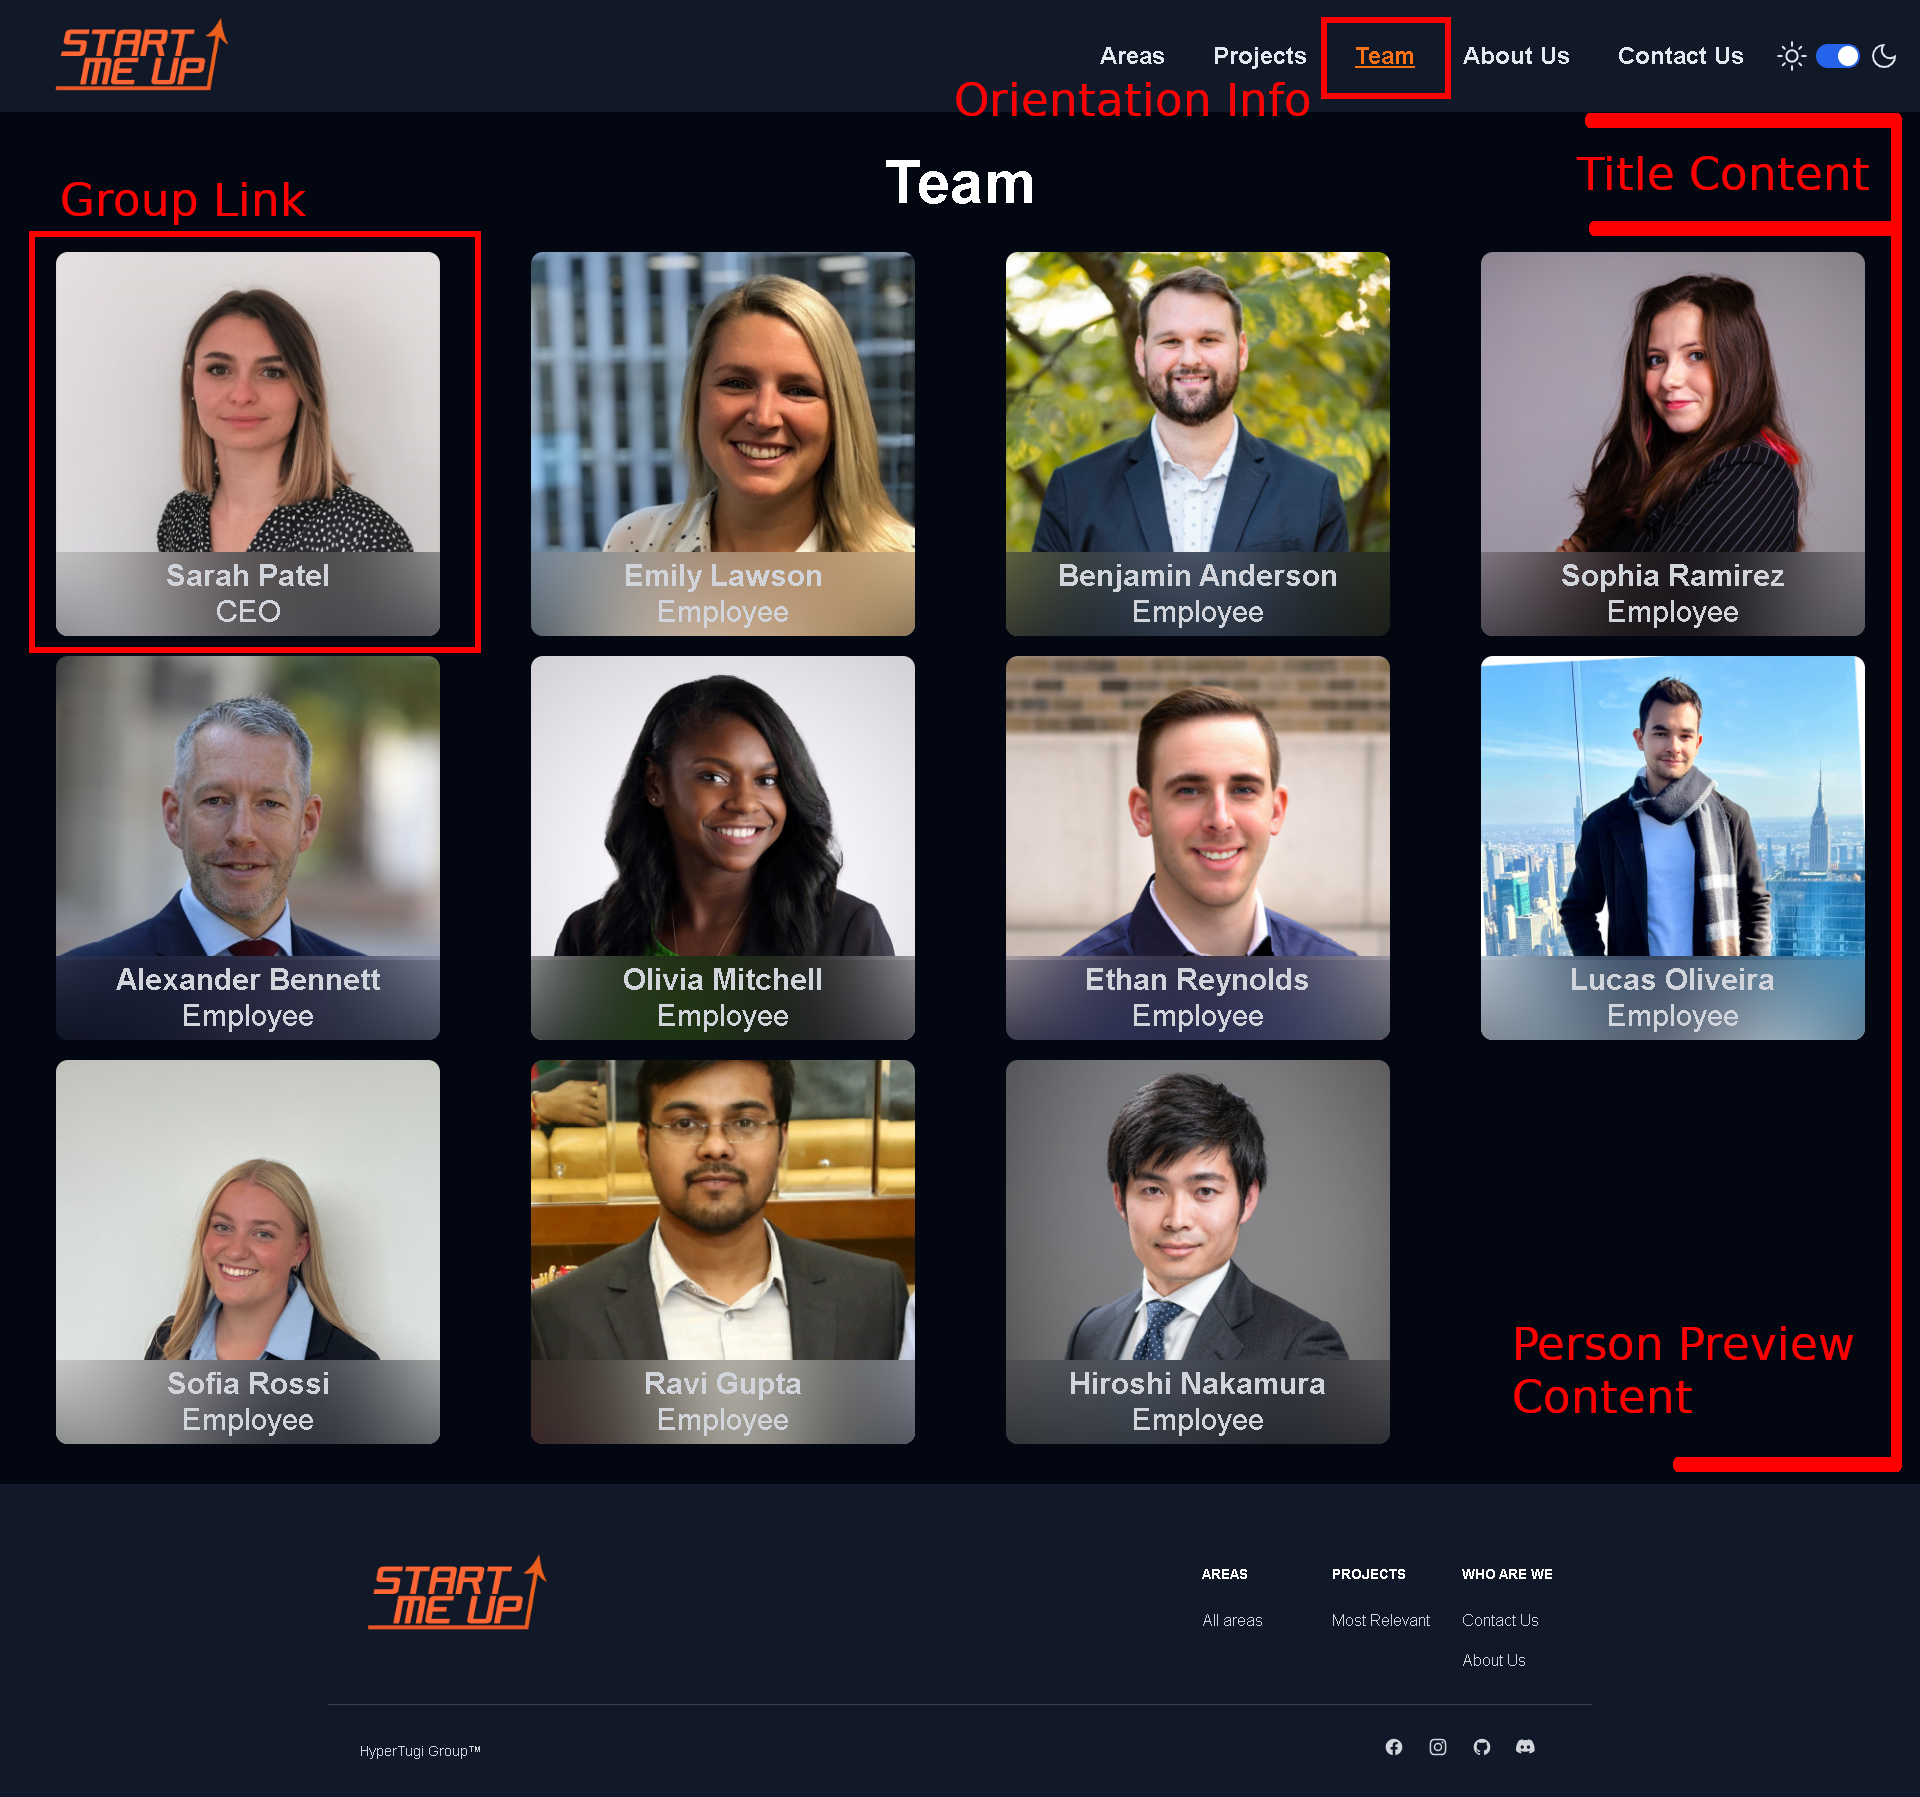 START
ME UP
Areas Projects Team About Us Contact Us
Orientation Info
Title Content
Team
Group Link
Sarah Patel
CEO
Emily Lawson
Employee
Benjamin Anderson
Employee
Sophia Ramirez
Employee
Alexander Bennett
Employee
Olivia Mitchell
Employee
Ethan Reynolds
Employee
Lucas Oliveira
Employee
Sofia Rossi
Employee
Ravi Gupta
Employee
Hiroshi Nakamura
Employee
Person Preview
Content
START
ME UP
AREAS
All areas
PROJECTS
Most Relevant
WHO ARE WE
Contact Us
About Us
HyperTugi Group™